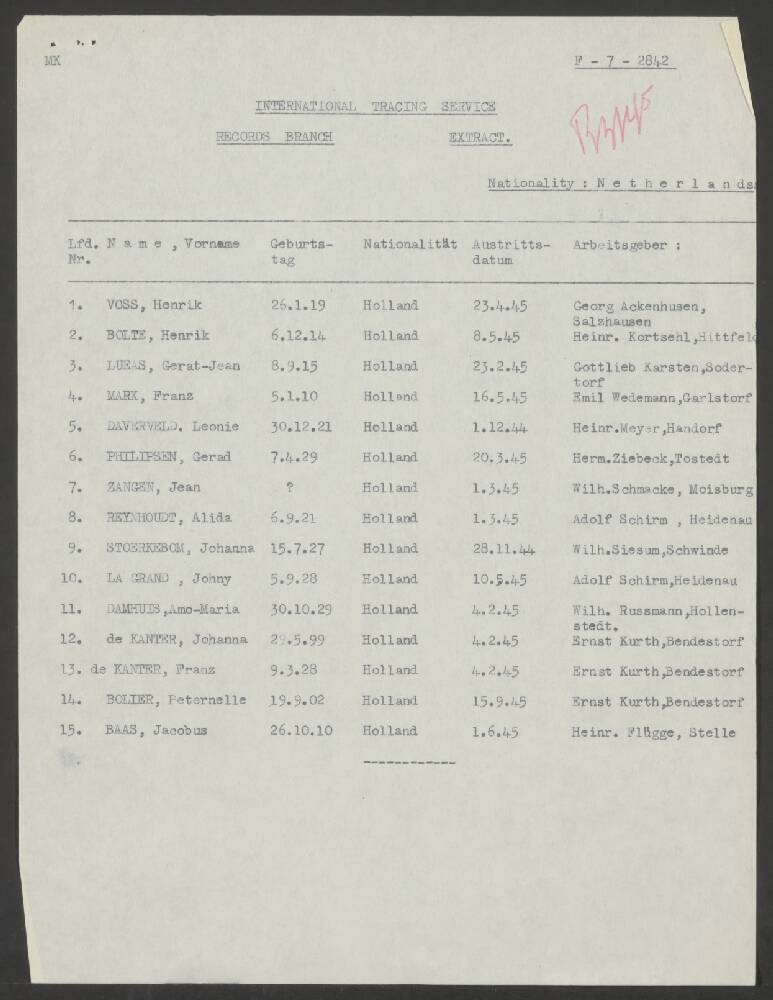 MK
F - 7 - 2842
INTERNATIONAL TRACING SERVICE
RECORDS BRANCH EXTRACT.
Nationality : N e t h e r l a n d s
Lfd. N a m e , Vorname Geburts- Nationalität Austritts- Arbeitsgeber :
Nr. tag datum
1. VOSS, Henrik 26.1.19 Holland 23.4.45 Georg Ackenhusen,
Salzhausen
2. BOLTE, Henrik 6.12.14 Holland 8.5.45 Heinr. Kortsehl,Hittfeld
3. LUKAS, Gerat-Jean 8.9.15 Holland 23.2.45 Gottlieb Karsten,Soder-
torf
4. MARK, Franz 5.1.10 Holland 16.5.45 Emil Wedemann,Garlstorf
5. DAVERVELD. Leonie 30.12.21 Holland 1.12.44 Heinr.Meyer,Handorf
6. PHILIPSEN, Gerad 7.4.29 Holland 20.3.45 Herm.Ziebeck,Tostedt
7. ZANGEN, Jean ? Holland 1.3.45 Wilh.Schmacke, Moisburg
8. REYNHOUDT, Alida 6.9.21 Holland 1.3.45 Adolf Schirm , Heidenau
9. STOERKEBOM, Johanna 15.7.27 Holland 28.11.44 Wilh.Siesum,Schwinde
10. LA GRAND , Johny 5.9.28 Holland 10.5.45 Adolf Schirm,Heidenau
11. DAMHUIS,Amo-Maria 30.10.29 Holland 4.2.45 Wilh. Russmann,Hollen-
stedt.
12. de KANTER, Johanna 29.5.99 Holland 4.2.45 Ernst Kurth,Bendestorf
13. de KANTER, Franz 9.3.28 Holland 4.2.45 Ernst Kurth,Bendestorf
14. BOLIER, Peternelle 19.9.02 Holland 15.9.45 Ernst Kurth,Bendestorf
15. BAAS, Jacobus 26.10.10 Holland 1.6.45 Heinr. Flügge, Stelle